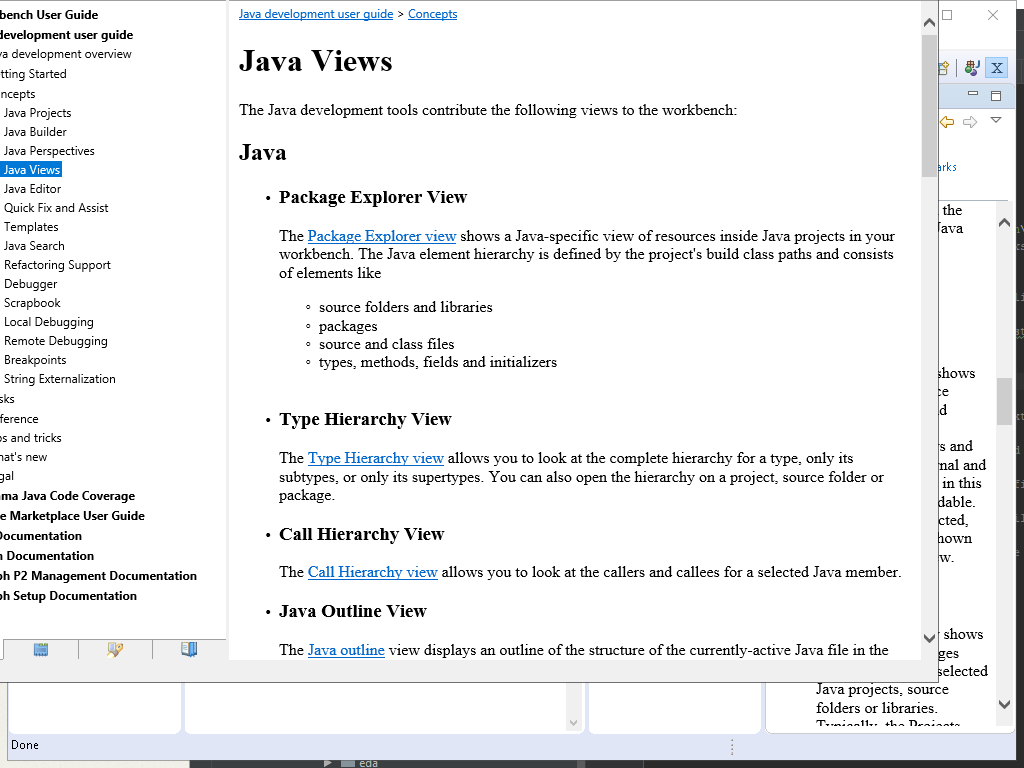 bench User Guide
development user guide
va development overview
tting Started
ncepts
Java Projects
Java Builder
Java Perspectives
Java Views
Java Editor
Quick Fix and Assist
Templates
Java Search
Refactoring Support
Debugger
Scrapbook
Local Debugging
Remote Debugging
Breakpoints
String Externalization
sks
ference
os and tricks
hat's new
gal
ma Java Code Coverage
e Marketplace User Guide
Documentation
n Documentation
ph P2 Management Documentation
ph Setup Documentation
Java development user guide > Concepts
Java Views
The Java development tools contribute the following views to the workbench:
Java
• Package Explorer View
The Package Explorer view shows a Java-specific view of resources inside Java projects in your
workbench. The Java element hierarchy is defined by the project's build class paths and consists
of elements like
◦ source folders and libraries
◦ packages
◦ source and class files
◦ types, methods, fields and initializers
• Type Hierarchy View
The Type Hierarchy view allows you to look at the complete hierarchy for a type, only its
subtypes, or only its supertypes. You can also open the hierarchy on a project, source folder or
package.
• Call Hierarchy View
The Call Hierarchy view allows you to look at the callers and callees for a selected Java member.
• Java Outline View
The Java outline view displays an outline of the structure of the currently-active Java file in the
X
arks
the
Java
shows
ce
d
s and
nal and
in this
dable.
cted,
hown
w.
shows
ges
selected
Java projects, source
folders or libraries.
Typically, the Projects
Done
eda